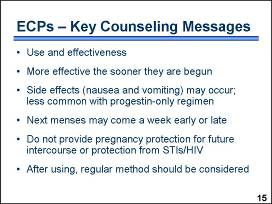 ECPs – Key Counseling Messages
• Use and effectiveness
• More effective the sooner they are begun
• Side effects (nausea and vomiting) may occur;
less common with progestin-only regimen
• Next menses may come a week early or late
• Do not provide pregnancy protection for future
intercourse or protection from STIs/HIV
• After using, regular method should be considered
15